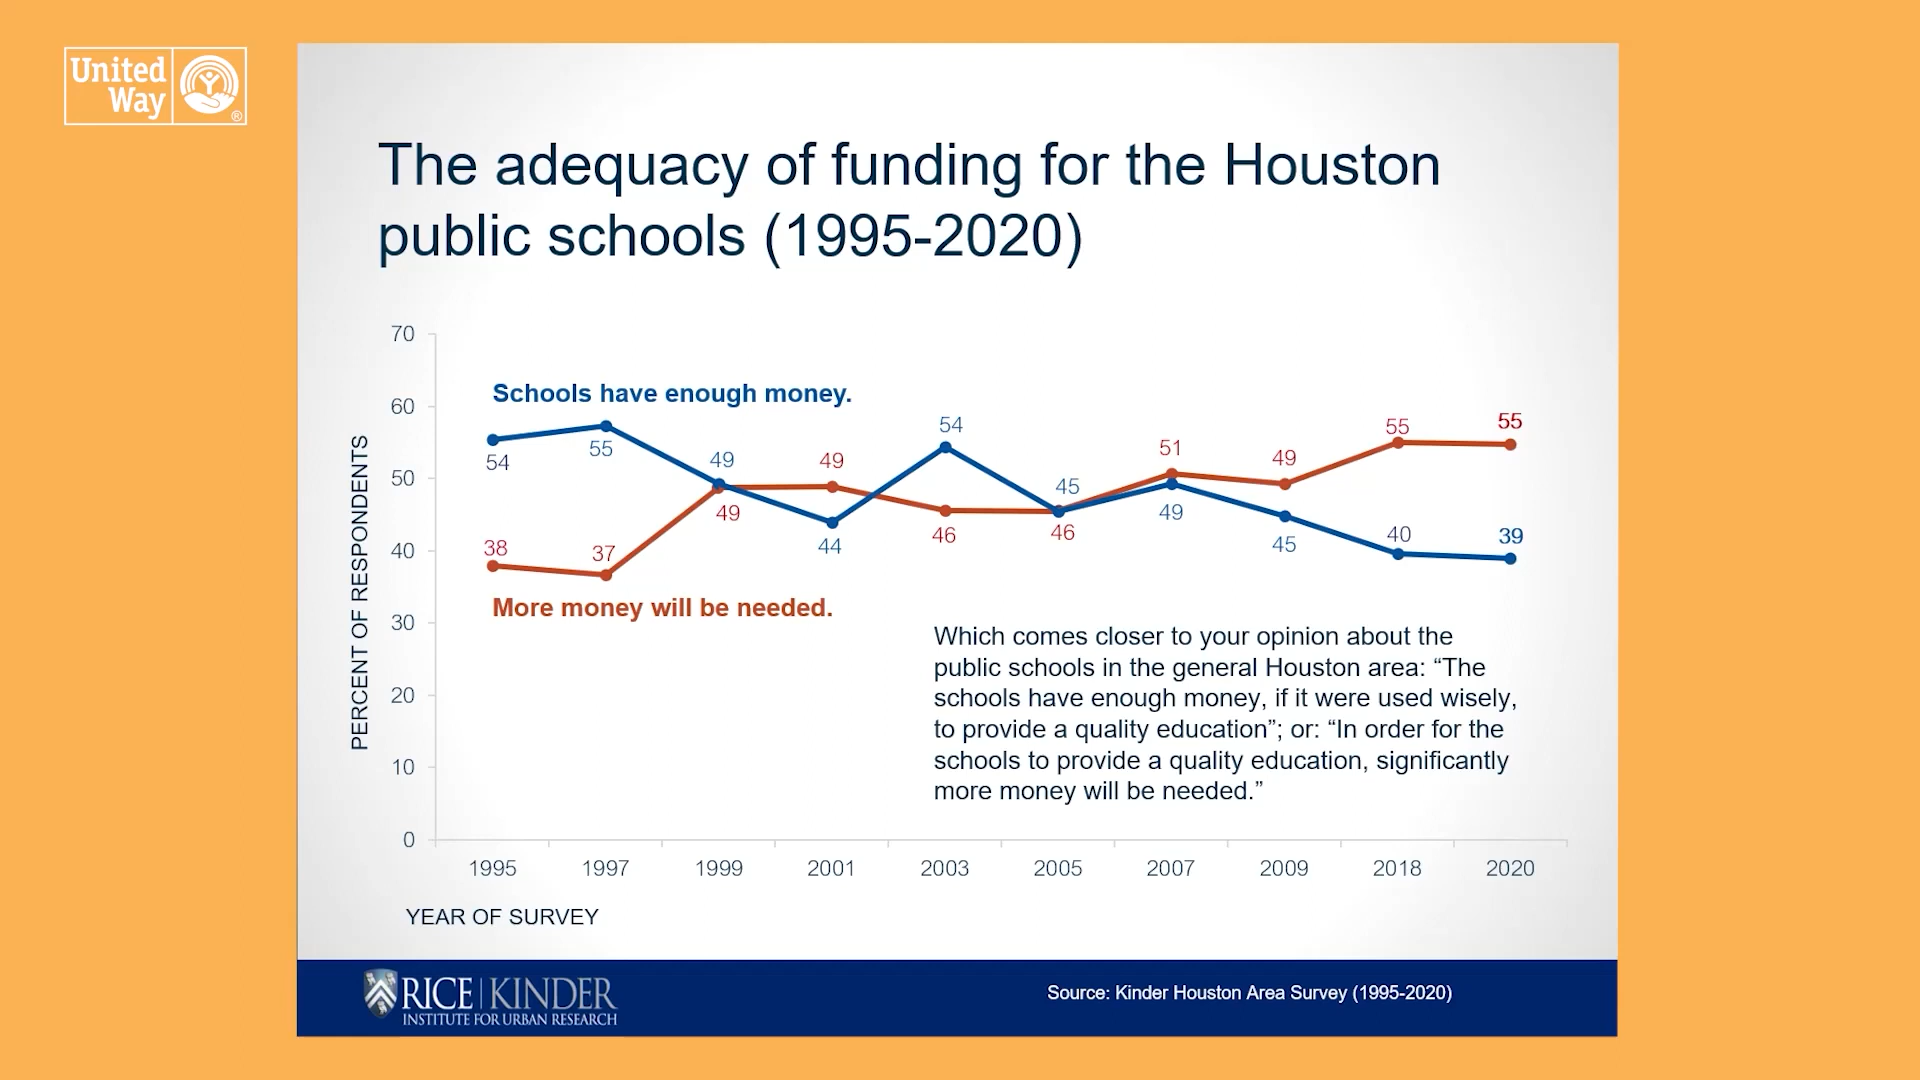 United
Way
®
The adequacy of funding for the Houston
public schools (1995-2020)
PERCENT OF RESPONDENTS
70
60
50
40
30
20
10
0
Schools have enough money.
54
55
49
44
54
45
49
45
40
39
38
37
49
49
46
46
51
49
55
55
More money will be needed.
Which comes closer to your opinion about the
public schools in the general Houston area: “The
schools have enough money, if it were used wisely,
to provide a quality education”; or: “In order for the
schools to provide a quality education, significantly
more money will be needed.”
1995 1997 1999 2001 2003 2005 2007 2009 2018 2020
YEAR OF SURVEY
RICE | KINDER
INSTITUTE FOR URBAN RESEARCH
Source: Kinder Houston Area Survey (1995-2020)